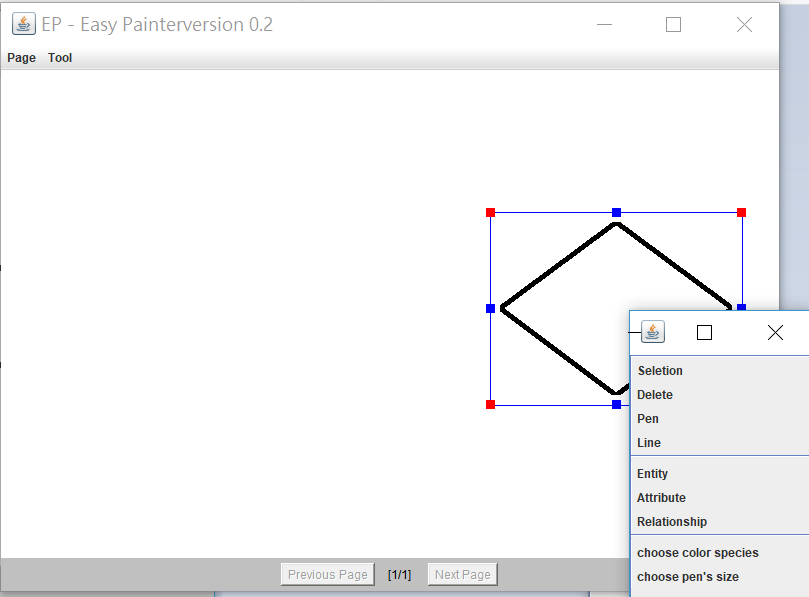 EP - Easy Painterversion 0.2
Page Tool
Seletion
Delete
Pen
Line
Entity
Attribute
Relationship
choose color species
choose pen's size
Previous Page [1/1] Next Page